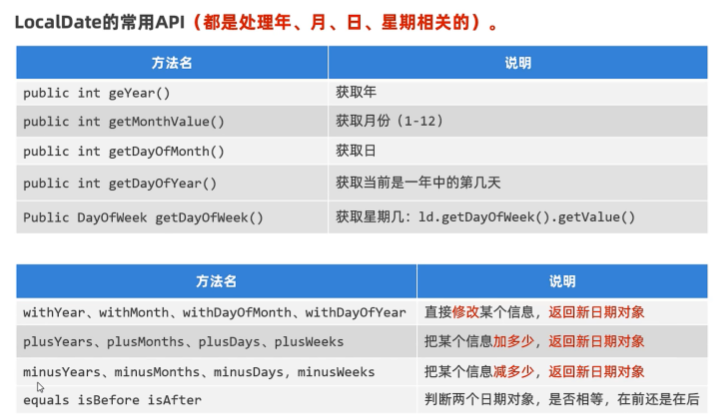 LocalDate的常用API（都是处理年、月、日、星期相关的）。
方法名 说明
public int geYear() 获取年
public int getMonthValue() 获取月份（1-12）
public int getDayOfMonth() 获取日
public int getDayOfYear() 获取当前是一年中的第几天
Public DayOfWeek getDayOfWeek() 获取星期几：ld.getDayOfWeek().getValue()
方法名 说明
withYear、withMonth、withDayOfMonth、withDayOfYear 直接修改某个信息，返回新日期对象
plusYears、plusMonths、plusDays、plusWeeks 把某个信息加多少，返回新日期对象
minusYears、minusMonths、minusDays，minusWeeks 把某个信息减多少，返回新日期对象
equals isBefore isAfter 判断两个日期对象，是否相等，在前还是在后